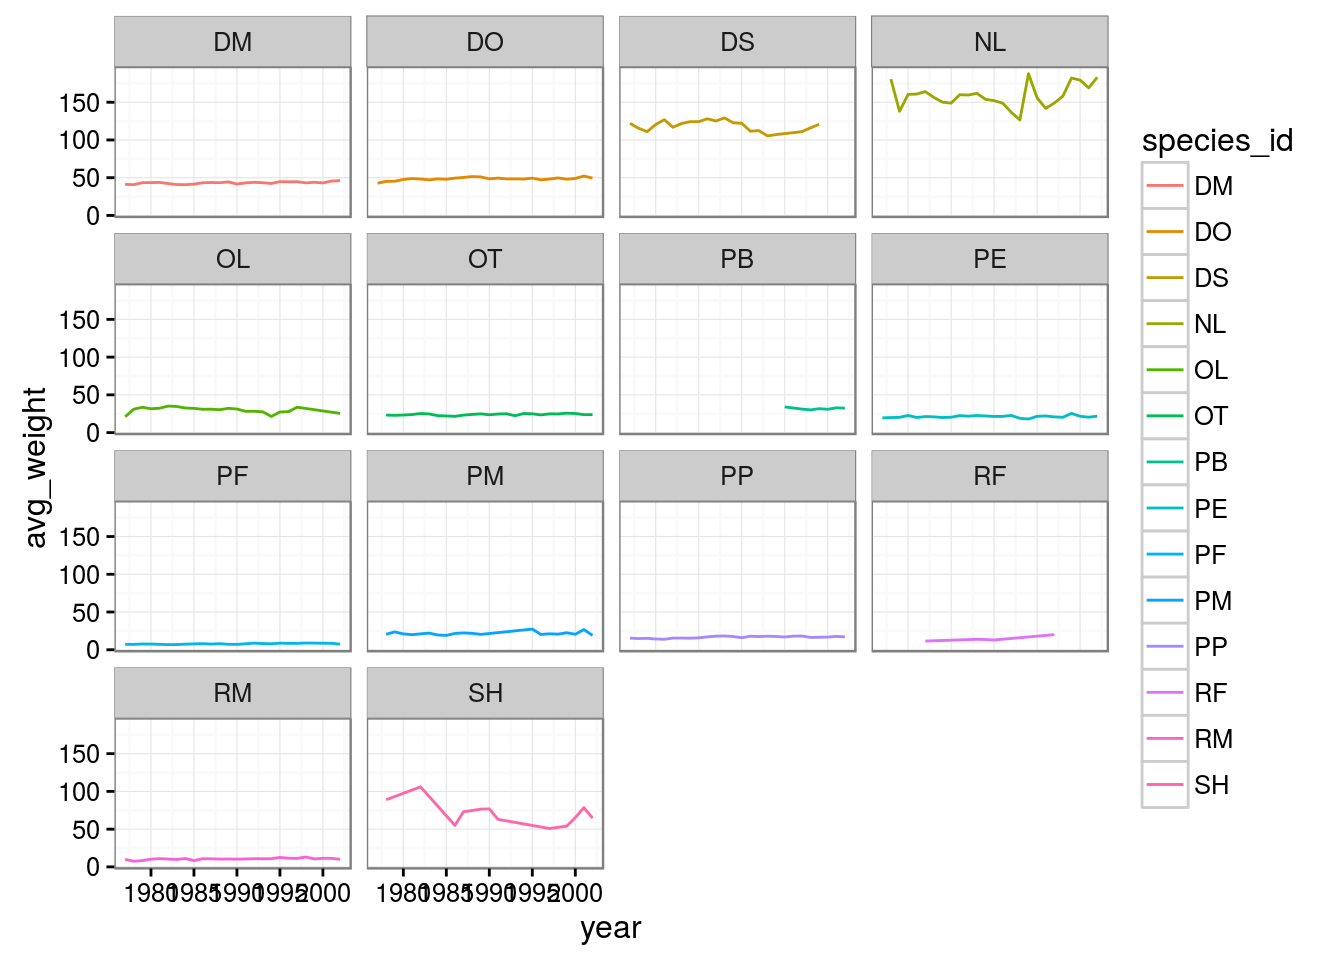 DM DO DS NL
150
100
50
0
OL OT PB PE
150
100
50
0
PF PM PP RF
150
100
50
0
RM SH
150
100
50
0
1980 1985 1990 1995 2000 1980 1985 1990 1995 2000
year
avg_weight
species_id
DM
DO
DS
NL
OL
OT
PB
PE
PF
PM
PP
RF
RM
SH